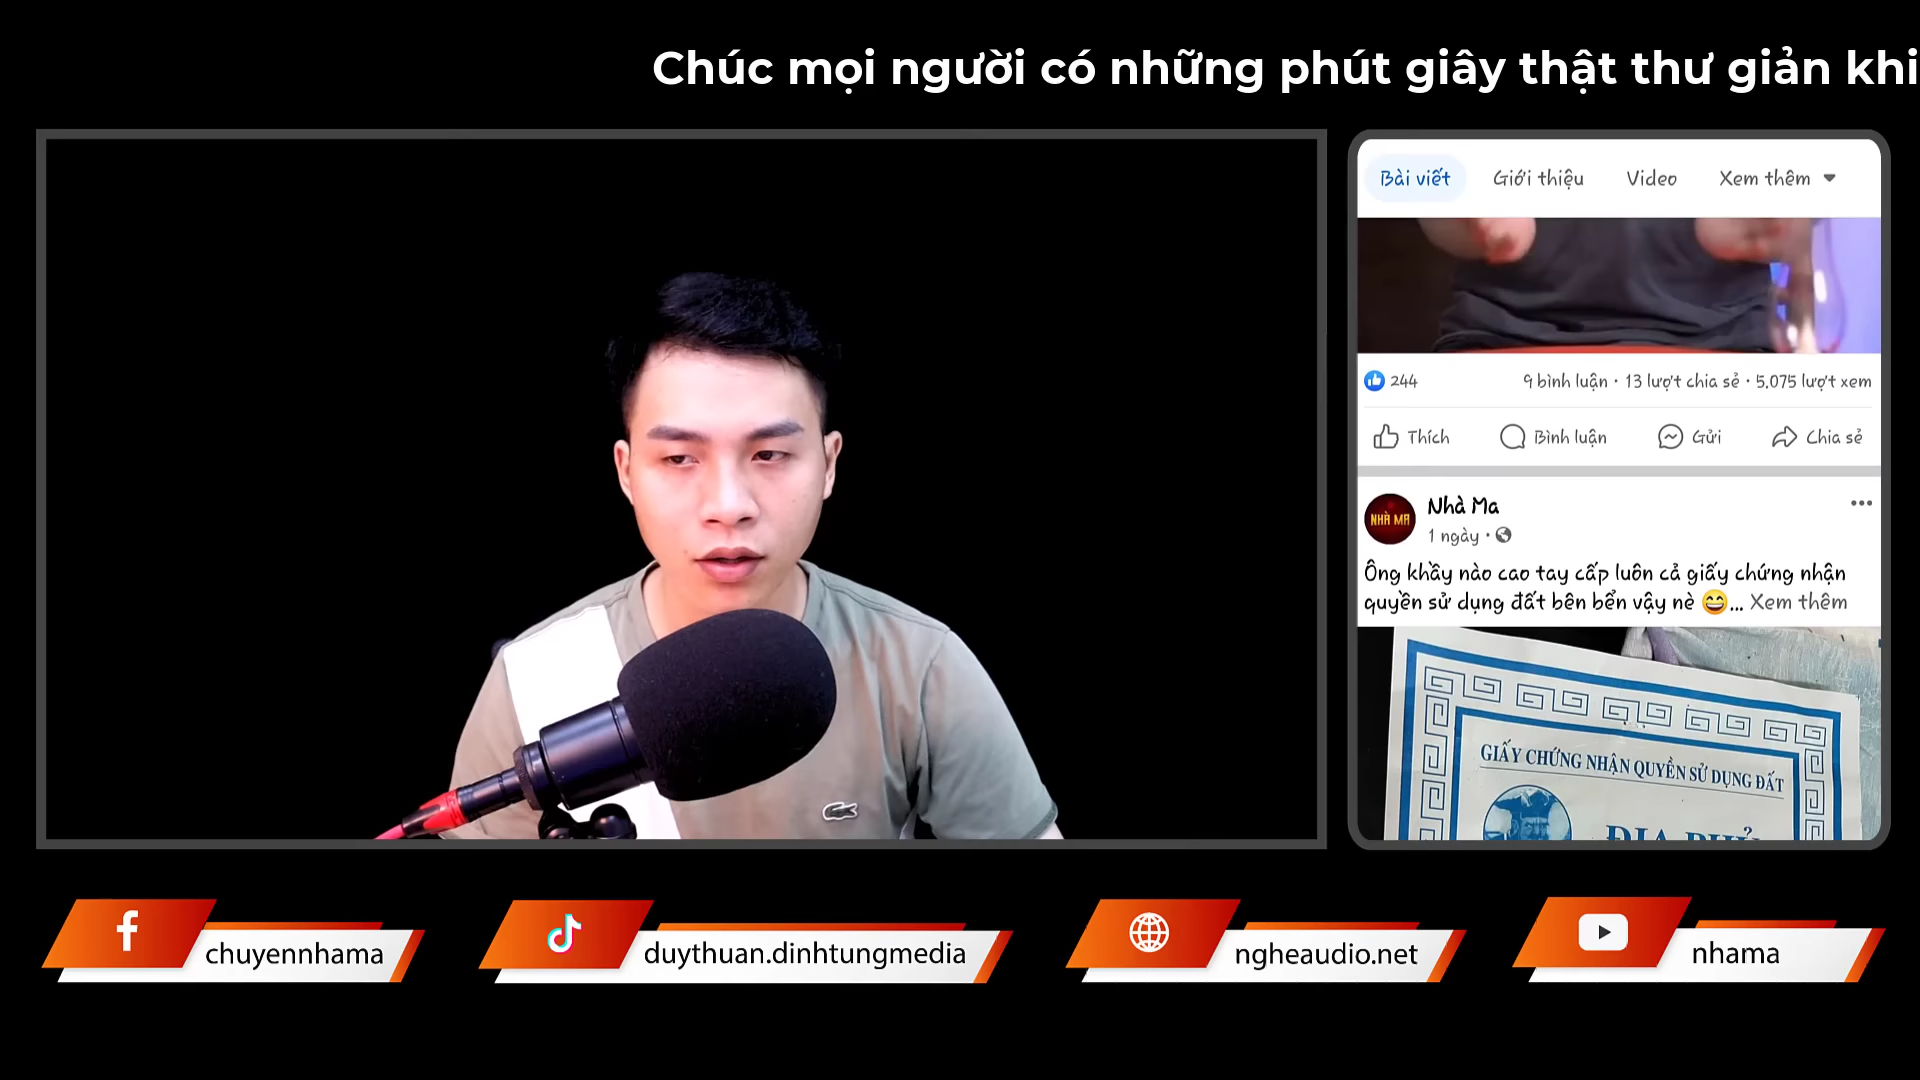 Chúc mọi người có những phút giây thật thư giản khi
Bài viết
Giới thiệu
Video
Xem thêm
244
9 bình luận • 13 lượt chia sẻ • 5.075 lượt xem
Thích
Bình luận
Gửi
Chia sẻ
NHÀ MA
Nhà Ma
1 ngày
Ông khầy nào cao tay cấp luôn cả giấy chứng nhận
quyền sử dụng đất bên bển vậy nè 😄... Xem thêm
GIẤY CHỨNG NHẬN QUYỀN SỬ DỤNG ĐẤT
ĐỊA PHỦ
chuyennhama
duythuan.dinhtungmedia
ngheaudio.net
nhama